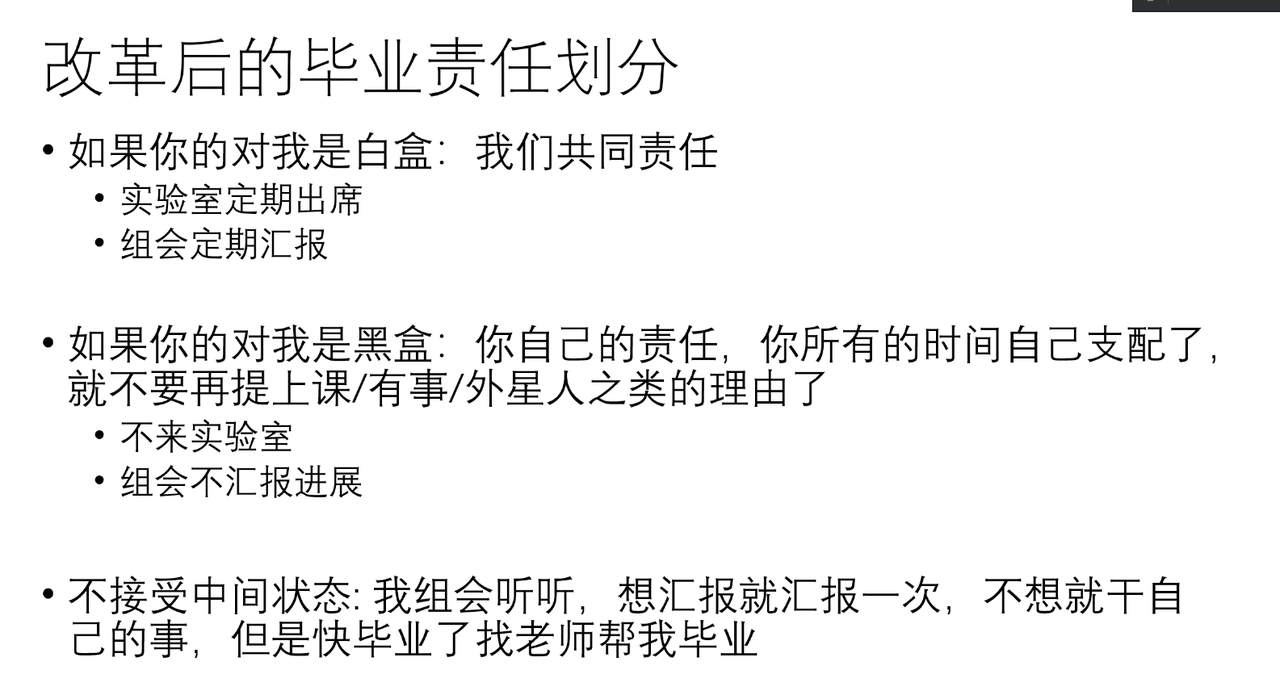 改革后的毕业责任划分
• 如果你的对我是白盒：我们共同责任
• 实验室定期出席
• 组会定期汇报
• 如果你的对我是黑盒：你自己的责任，你所有的时间自己支配了，
就不要再提上课/有事/外星人之类的理由了
• 不来实验室
• 组会不汇报进展
• 不接受中间状态: 我组会听听，想汇报就汇报一次，不想就干自
己的事，但是快毕业了找老师帮我毕业